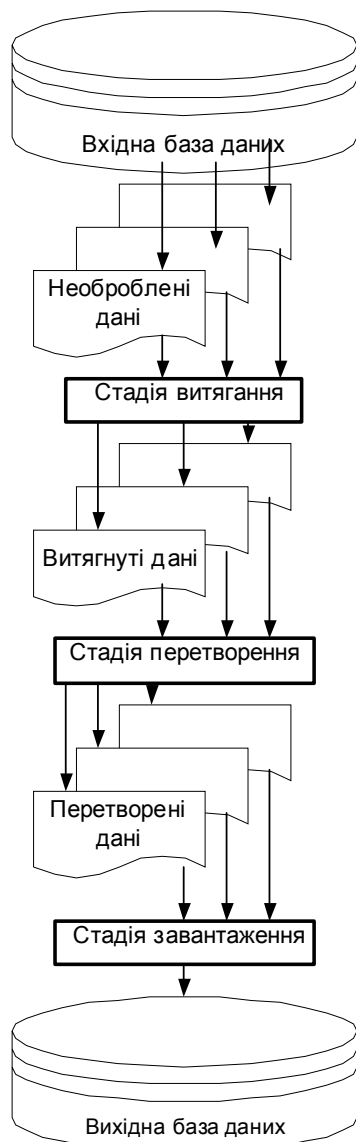 Вхідна база даних
Необроблені
дані
Стадія витягання
Витягнуті дані
Стадія перетворення
Перетворені
дані
Стадія завантаження
Вихідна база даних